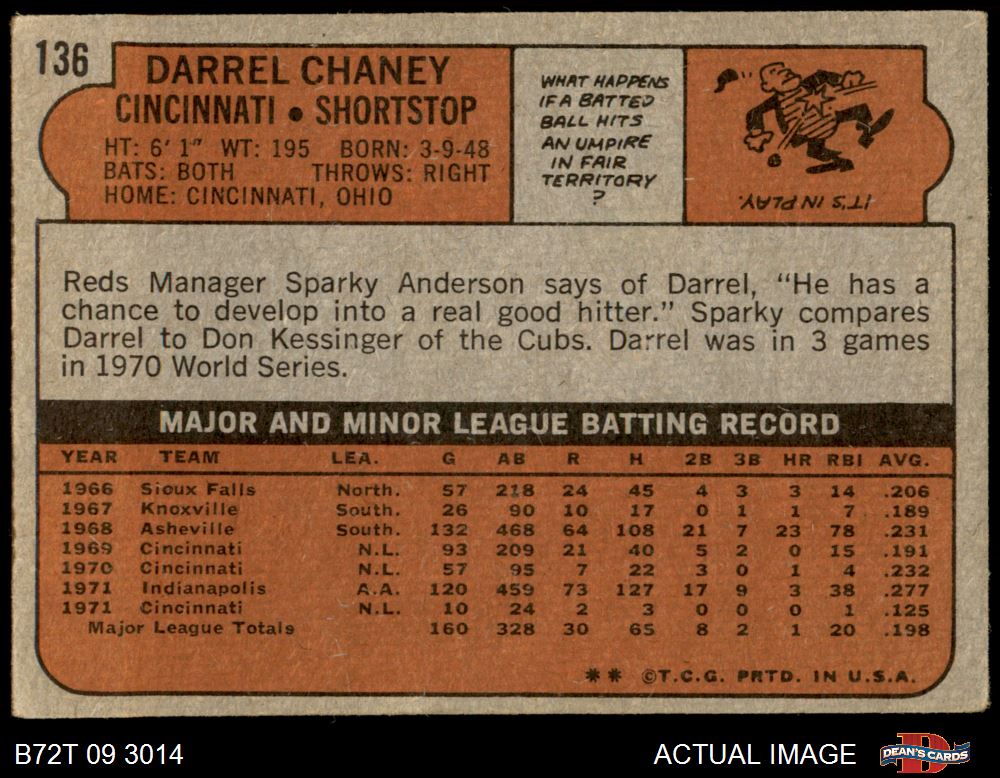 136
DARREL CHANEY
CINCINNATI • SHORTSTOP
HT: 6' 1" WT: 195 BORN: 3-9-48
BATS: BOTH THROWS: RIGHT
HOME: CINCINNATI, OHIO
WHAT HAPPENS
IF A BATTED
BALL HITS
AN UMPIRE
IN FAIR
TERRITORY
?
IT'S IN PLAY.
Reds Manager Sparky Anderson says of Darrel, "He has a
chance to develop into a real good hitter." Sparky compares
Darrel to Don Kessinger of the Cubs. Darrel was in 3 games
in 1970 World Series.
MAJOR AND MINOR LEAGUE BATTING RECORD
YEAR TEAM LEA. G AB R H 2B 3B HR RBI AVG.
1966 Sioux Falls North. 57 218 24 45 4 3 3 14 .206
1967 Knoxville South. 26 90 10 17 0 1 1 7 .189
1968 Asheville South. 132 468 64 108 21 7 23 78 .231
1969 Cincinnati N.L. 93 209 21 40 5 2 0 15 .191
1970 Cincinnati N.L. 57 95 7 22 3 0 1 4 .232
1971 Indianapolis A.A. 120 459 73 127 17 9 3 38 .277
1971 Cincinnati N.L. 10 24 2 3 0 0 0 1 .125
Major League Totals 160 328 30 65 8 2 1 20 .198
** ©T.C.G. PRTD. IN U.S.A.
B72T 09 3014 ACTUAL IMAGE DEAN'S CARDS